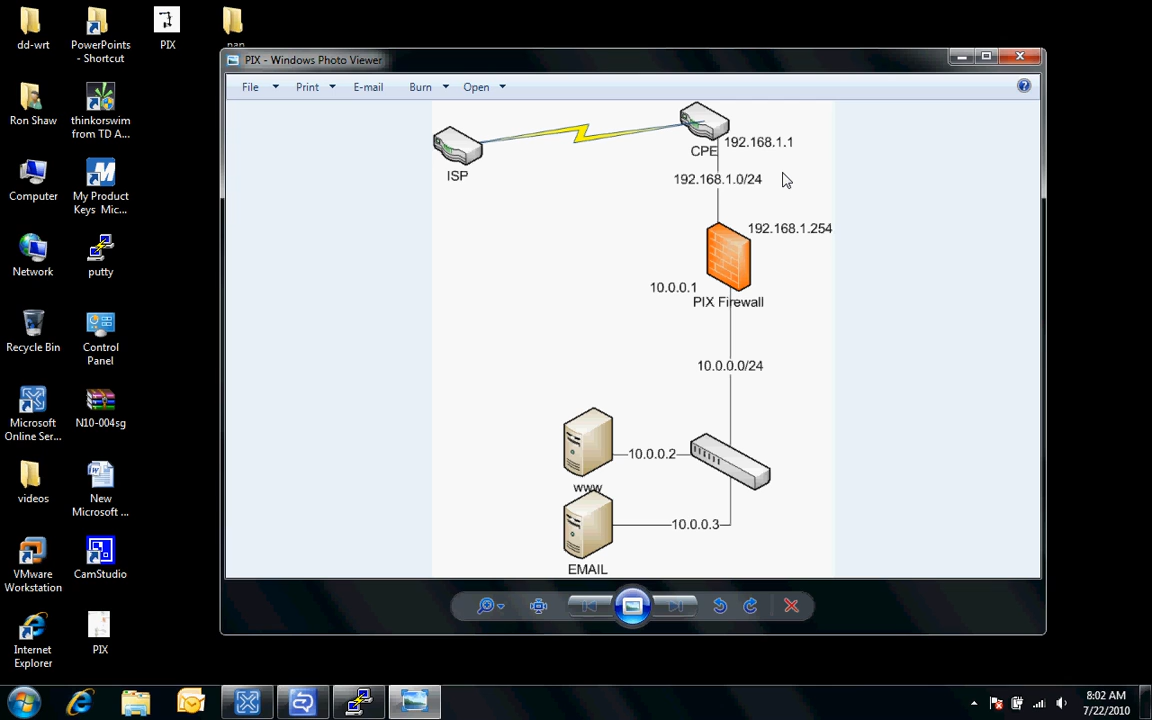 dd-wrt
PowerPoints
- Shortcut
PIX
Ron Shaw
thinkorswim
from TD A...
Computer
My Product
Keys Mic...
Network
putty
Recycle Bin
Control
Panel
Microsoft
Online Ser...
N10-004sg
videos
New
Microsoft ...
VMware
Workstation
CamStudio
Internet
Explorer
PIX
PIX - Windows Photo Viewer
File
Print
E-mail
Burn
Open
ISP
CPE
192.168.1.1
192.168.1.0/24
192.168.1.254
10.0.0.1
PIX Firewall
10.0.0.0/24
10.0.0.2
www
10.0.0.3
EMAIL
8:02 AM
7/22/2010